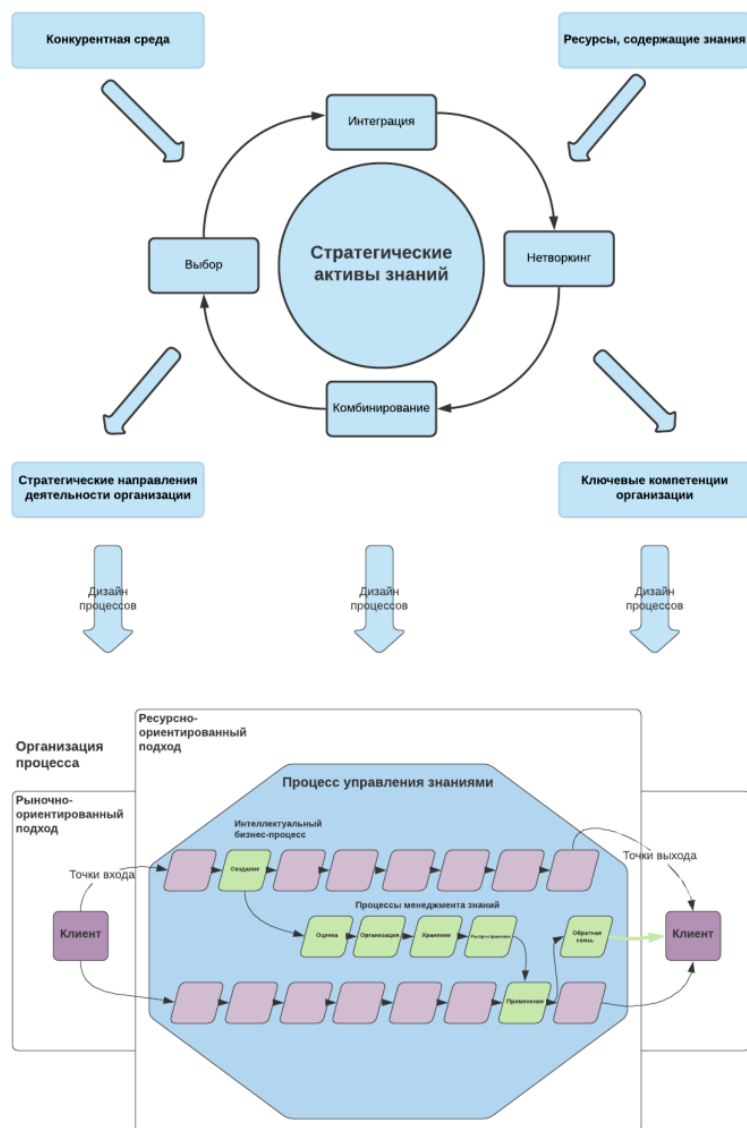 Конкурентная среда
Ресурсы, содержащие знания
Интеграция
Стратегические
активы знаний
Выбор
Нетворкинг
Комбинирование
Стратегические направления
деятельности организации
Ключевые компетенции
организации
Дизайн
процессов
Дизайн
процессов
Дизайн
процессов
Ресурсно-
ориентированный
подход
Организация
процесса
Рыночно-
ориентированный
подход
Процесс управления знаниями
Интеллектуальный
бизнес-процесс
Точки входа
Создание
Точки выхода
Процессы менеджмента знаний
Клиент
Оценка
Организация
Хранение
Распространение
Обратная
связь
Клиент
Применение